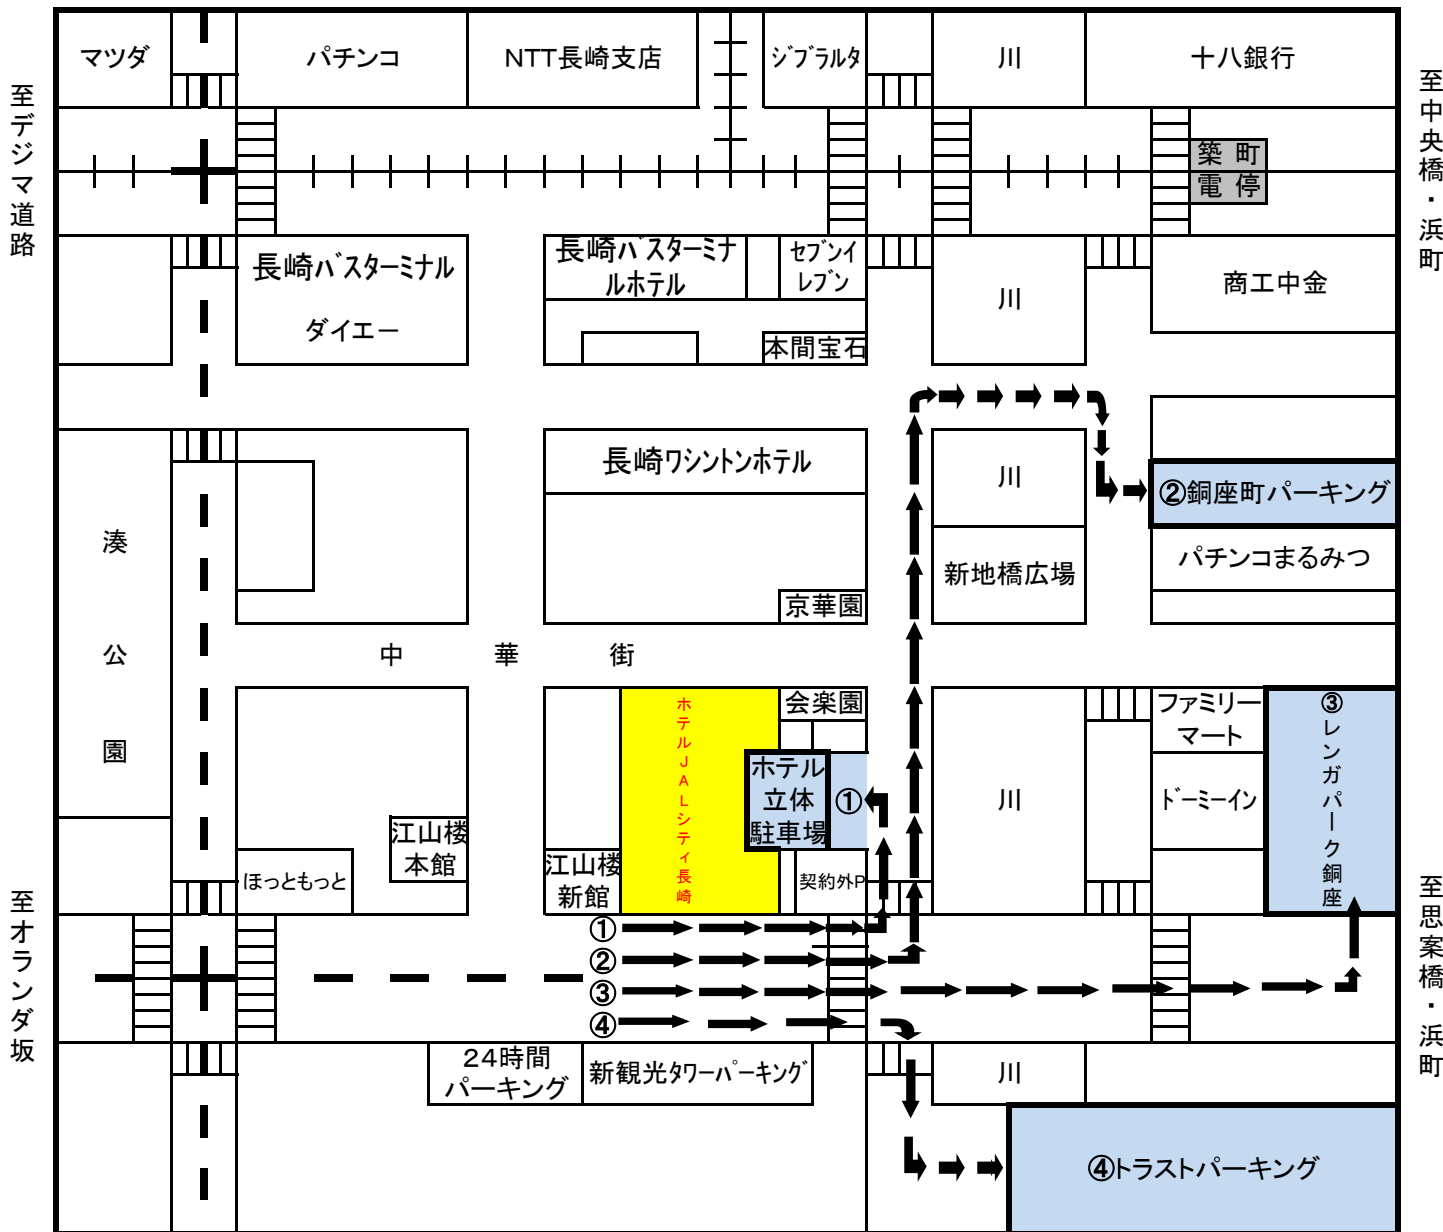 マツダ
パチンコ
NTT長崎支店
ジブラルタ
川
十八銀行
至デジマ道路
至中央橋・浜町
築 町
電 停
長崎バスターミナル
ダイエー
長崎バスターミナ
ルホテル
セブンイ
レブン
本間宝石
川
商工中金
長崎ワシントンホテル
川
②銅座町パーキング
湊公園
新地橋広場
パチンコまるみつ
京華園
中 華 街
ホテルJALシティ長崎
会楽園
ホテル
立体
駐車場
①
川
ファミリー
マート
ドーミーイン
③レンガパーク銅座
江山楼
本館
ほっともっと
江山楼
新館
契約外P
至オランダ坂
至思案橋・浜町
①
②
③
④
24時間
パーキング
新観光タワーパーキング
川
④トラストパーキング